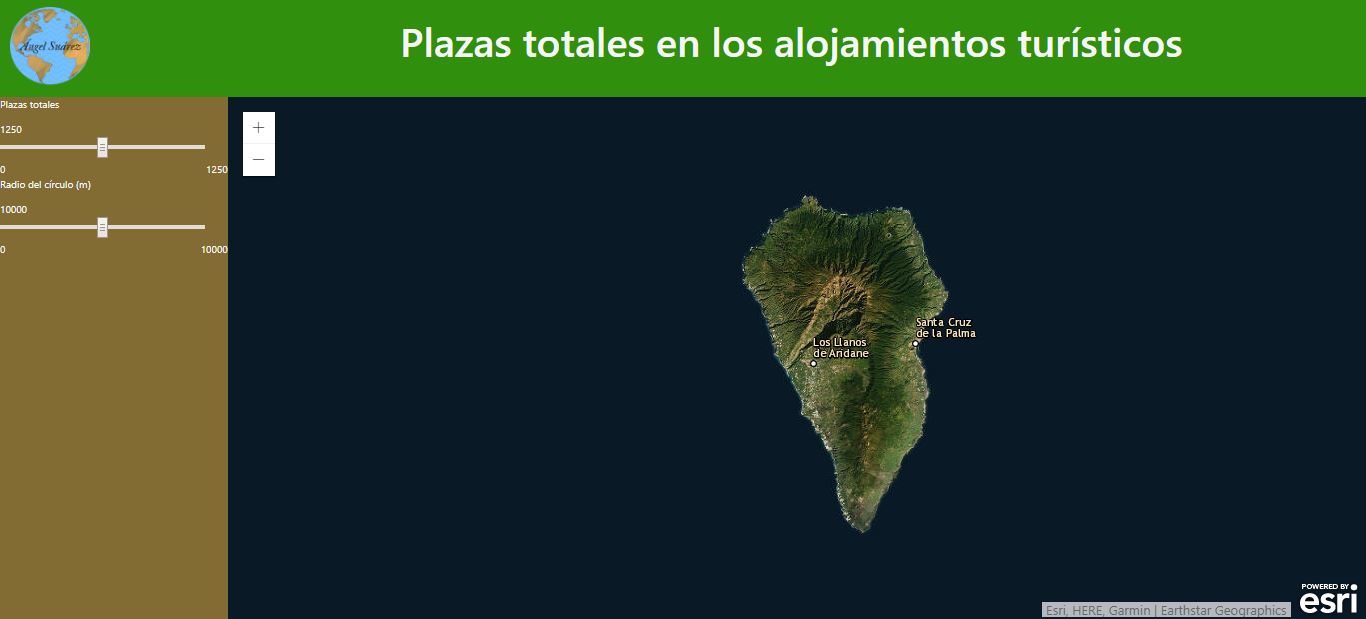 Ángel Suárez
Plazas totales en los alojamientos turísticos
Plazas totales
1250
0
1250
Radio del círculo (m)
10000
0
10000
+
−
Santa Cruz
de la Palma
Los Llanos
de Aridane
Esri, HERE, Garmin | Earthstar Geographics
POWERED BY
esri